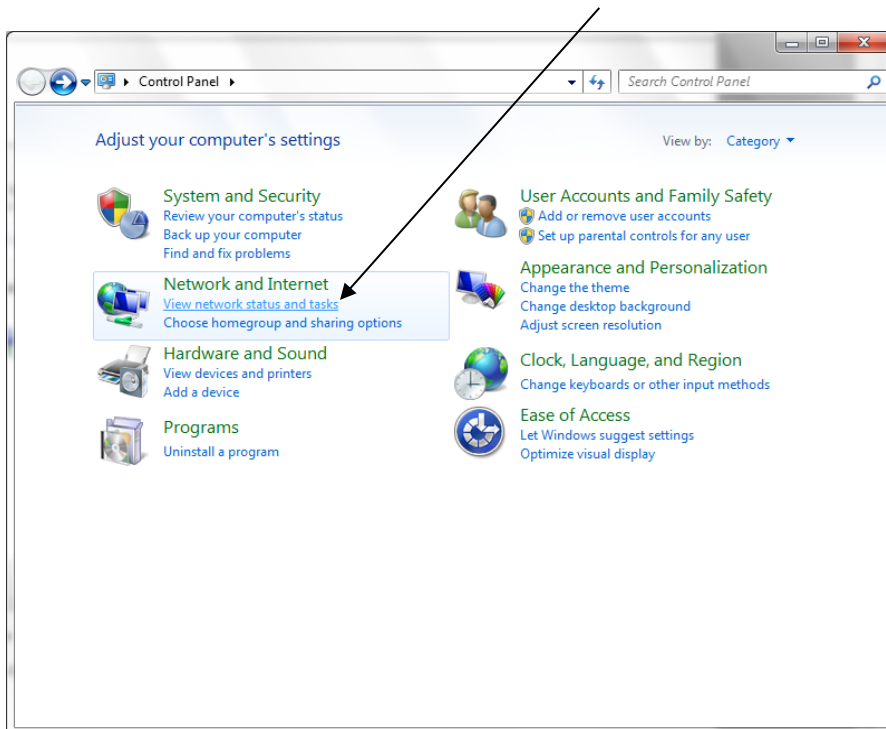 Control Panel
Search Control Panel
Adjust your computer's settings
View by: Category
System and Security
Review your computer's status
Back up your computer
Find and fix problems
Network and Internet
View network status and tasks
Choose homegroup and sharing options
Hardware and Sound
View devices and printers
Add a device
Programs
Uninstall a program
User Accounts and Family Safety
Add or remove user accounts
Set up parental controls for any user
Appearance and Personalization
Change the theme
Change desktop background
Adjust screen resolution
Clock, Language, and Region
Change keyboards or other input methods
Ease of Access
Let Windows suggest settings
Optimize visual display